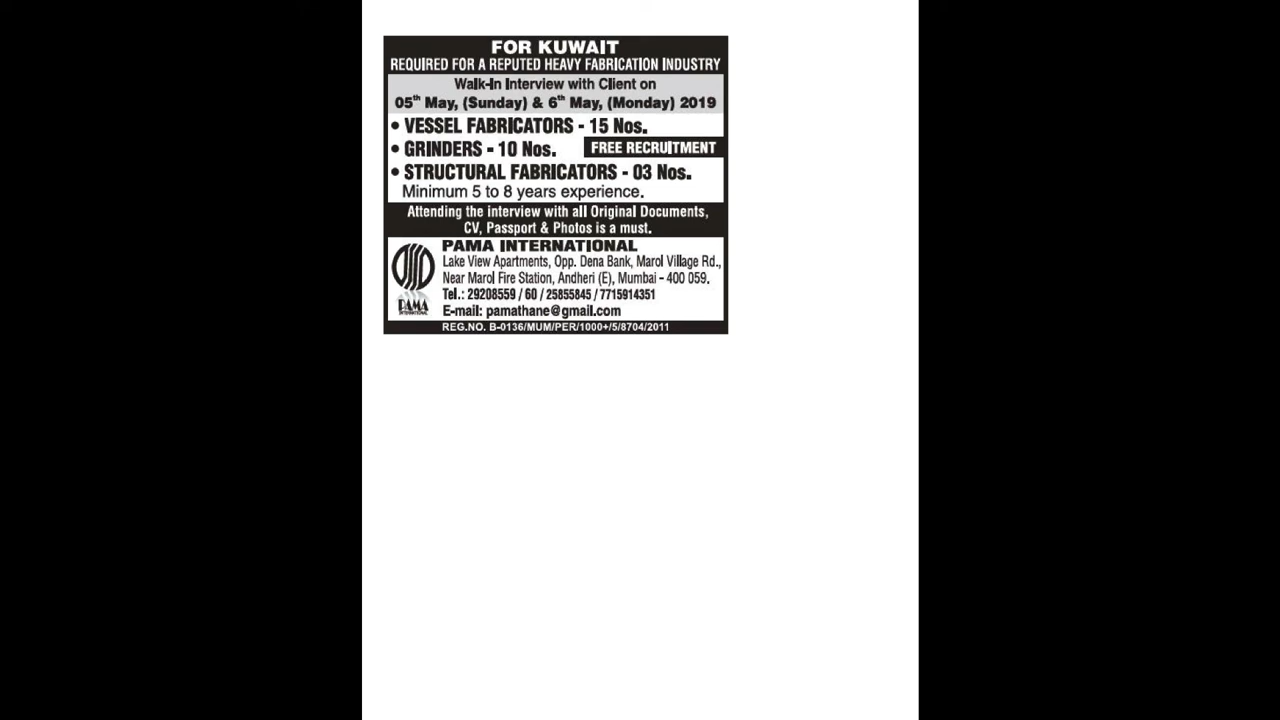 FOR KUWAIT
REQUIRED FOR A REPUTED HEAVY FABRICATION INDUSTRY
Walk-In Interview with Client on
05th May, (Sunday) & 6th May, (Monday) 2019
• VESSEL FABRICATORS - 15 Nos.
• GRINDERS - 10 Nos.
FREE RECRUITMENT
• STRUCTURAL FABRICATORS - 03 Nos.
Minimum 5 to 8 years experience.
Attending the interview with all Original Documents,
CV, Passport & Photos is a must.
PAMA INTERNATIONAL
Lake View Apartments, Opp. Dena Bank, Marol Village Rd.,
Near Marol Fire Station, Andheri (E), Mumbai - 400 059.
Tel.: 29208559 / 60 / 25855845 / 7715914351
E-mail: pamathane@gmail.com
PAMA
INTERNATIONAL
REG.NO. B-0136/MUM/PER/1000+/5/8704/2011